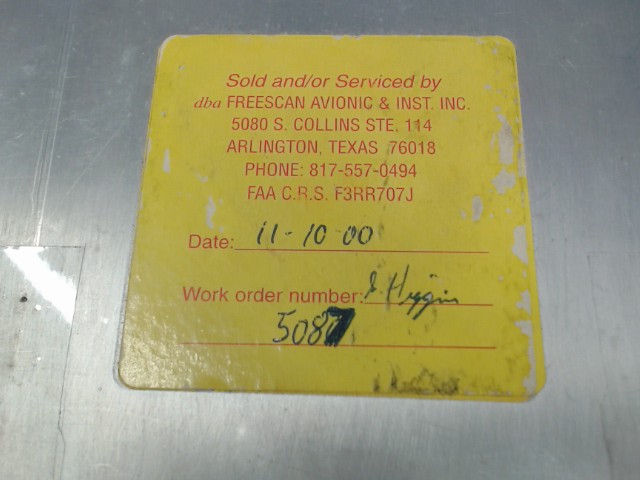 Sold and/or Serviced by
dba FREESCAN AVIONIC & INST. INC.
5080 S. COLLINS STE. 114
ARLINGTON, TEXAS 76018
PHONE: 817-557-0494
FAA C.R.S. F3RR707J
Date: 11-10-00
Work order number: Higgin
5087